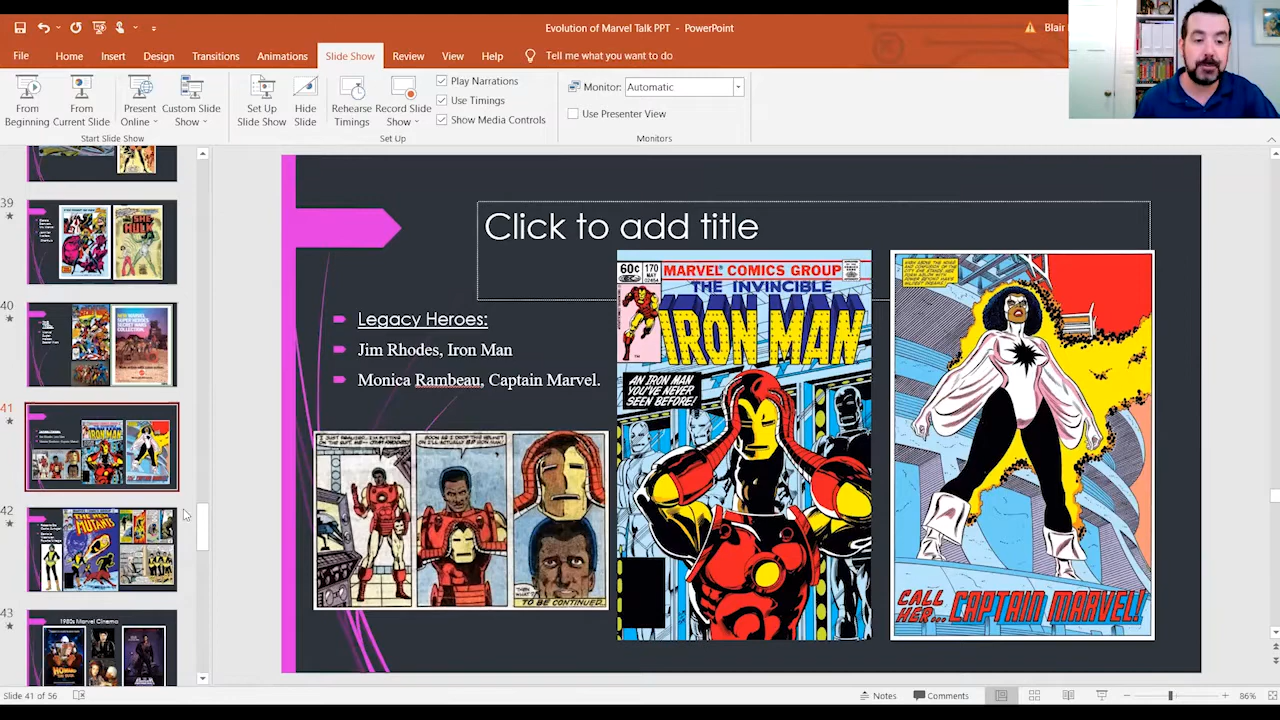 Evolution of Marvel Talk PPT - PowerPoint
Blair
File Home Insert Design Transitions Animations Slide Show Review View Help Tell me what you want to do
From Beginning
From Current Slide
Present Online
Custom Slide Show
Start Slide Show
Set Up Slide Show
Hide Slide
Rehearse Timings
Record Slide Show
Play Narrations
Use Timings
Show Media Controls
Set Up
Monitor: Automatic
Use Presenter View
Monitors
39
40
41
42
43
1980s Marvel Cinema
Click to add title
Legacy Heroes:
Jim Rhodes, Iron Man
Monica Rambeau, Captain Marvel.
TO BE CONTINUED
60¢ 170 MAY
MARVEL COMICS GROUP
THE INVINCIBLE
IRON MAN
AN IRON MAN
YOU'VE NEVER
SEEN BEFORE!
CALL
HER... CAPTAIN MARVEL!
Slide 41 of 56
Notes
Comments
86%